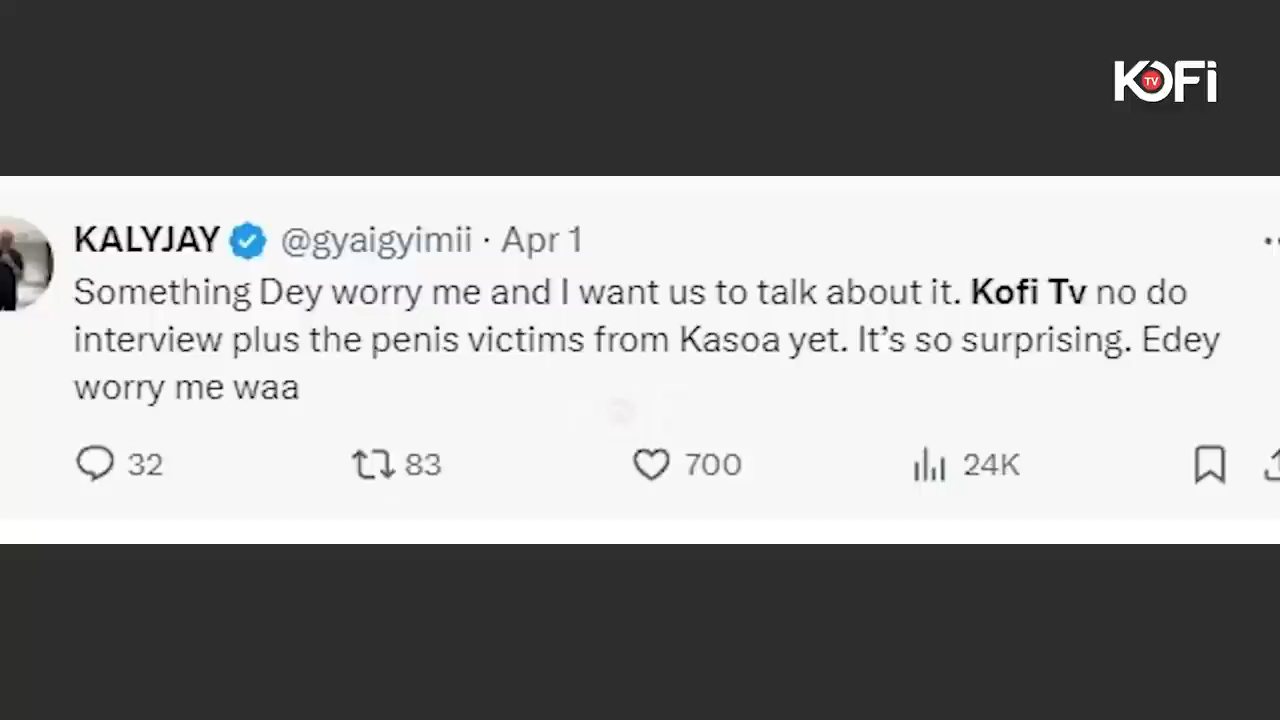 KOFi
TV
KALYJAY @gyaigyimii · Apr 1
Something Dey worry me and I want us to talk about it. Kofi Tv no do
interview plus the penis victims from Kasoa yet. It’s so surprising. Edey
worry me waa
32 83 700 24K